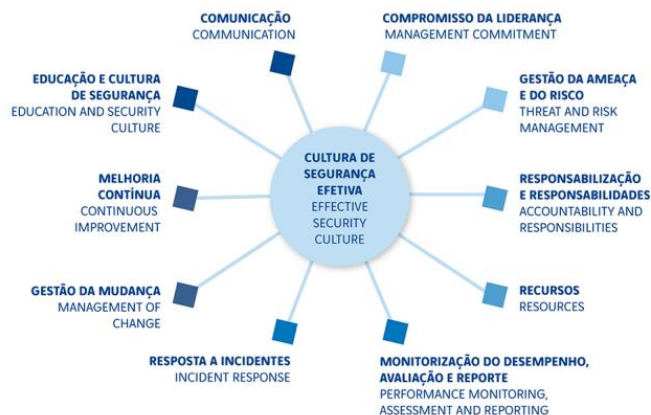 COMUNICAÇÃO
COMMUNICATION
COMPROMISSO DA LIDERANÇA
MANAGEMENT COMMITMENT
EDUCAÇÃO E CULTURA
DE SEGURANÇA
EDUCATION AND SECURITY
CULTURE
GESTÃO DA AMEAÇA
E DO RISCO
THREAT AND RISK
MANAGEMENT
CULTURA DE
SEGURANÇA
EFETIVA
EFFECTIVE
SECURITY
CULTURE
MELHORIA
CONTÍNUA
CONTINUOUS
IMPROVEMENT
RESPONSABILIZAÇÃO
E RESPONSABILIDADES
ACCOUNTABILITY AND
RESPONSIBILITIES
GESTÃO DA MUDANÇA
MANAGEMENT OF
CHANGE
RECURSOS
RESOURCES
RESPOSTA A INCIDENTES
INCIDENT RESPONSE
MONITORIZAÇÃO DO DESEMPENHO,
AVALIAÇÃO E REPORTE
PERFORMANCE MONITORING,
ASSESSMENT AND REPORTING